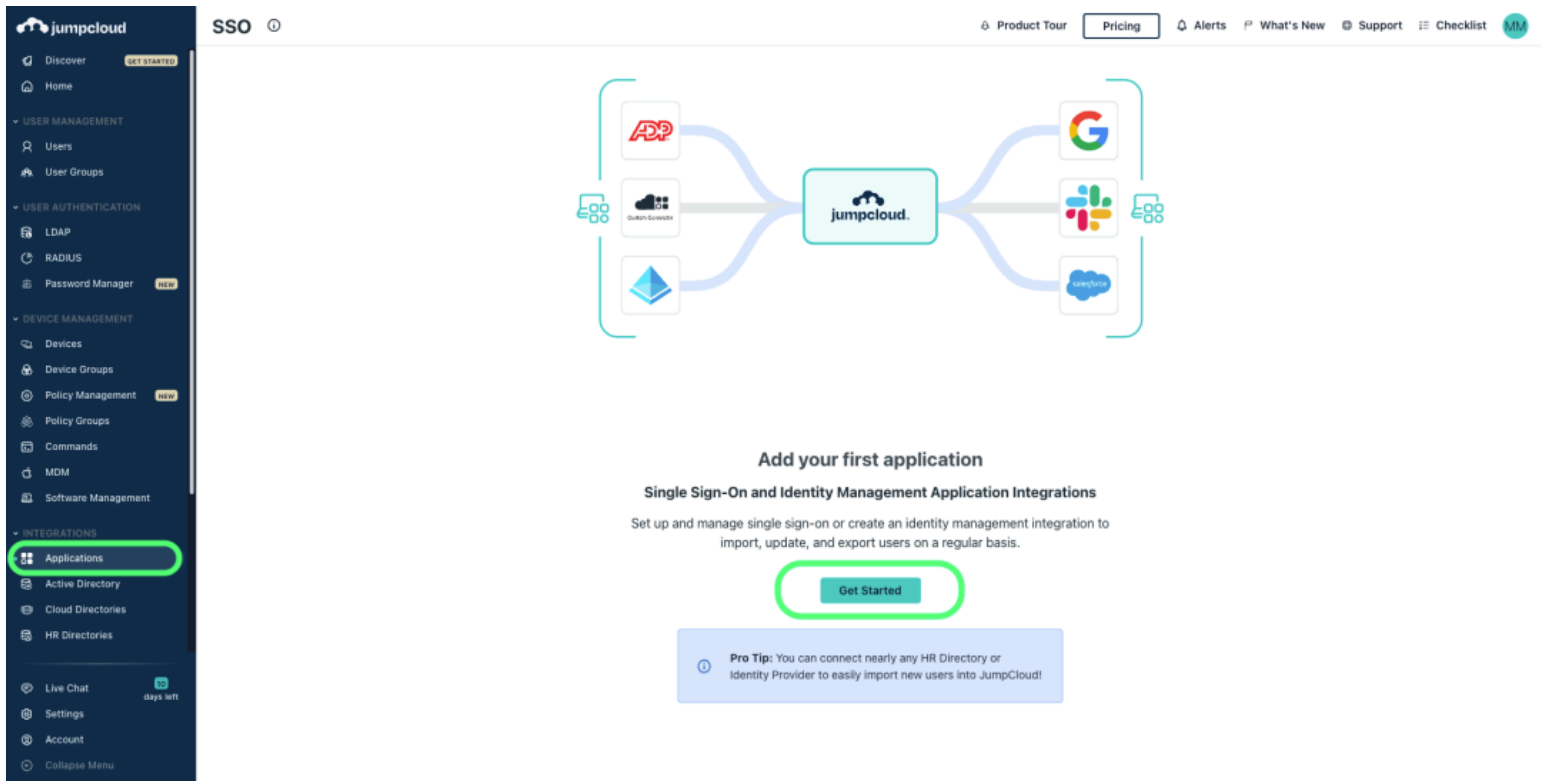 jumpcloud
Discover GET STARTED
Home
USER MANAGEMENT
Users
User Groups
USER AUTHENTICATION
LDAP
RADIUS
Password Manager NEW
DEVICE MANAGEMENT
Devices
Device Groups
Policy Management NEW
Policy Groups
Commands
MDM
Software Management
INTEGRATIONS
Applications
Active Directory
Cloud Directories
HR Directories
Live Chat 10 days left
Settings
Account
Collapse Menu
SSO
Product Tour Pricing Alerts What's New Support Checklist MM
ADP
jumpcloud.
salesforce
Add your first application
Single Sign-On and Identity Management Application Integrations
Set up and manage single sign-on or create an identity management integration to
import, update, and export users on a regular basis.
Get Started
Pro Tip: You can connect nearly any HR Directory or
Identity Provider to easily import new users into JumpCloud!